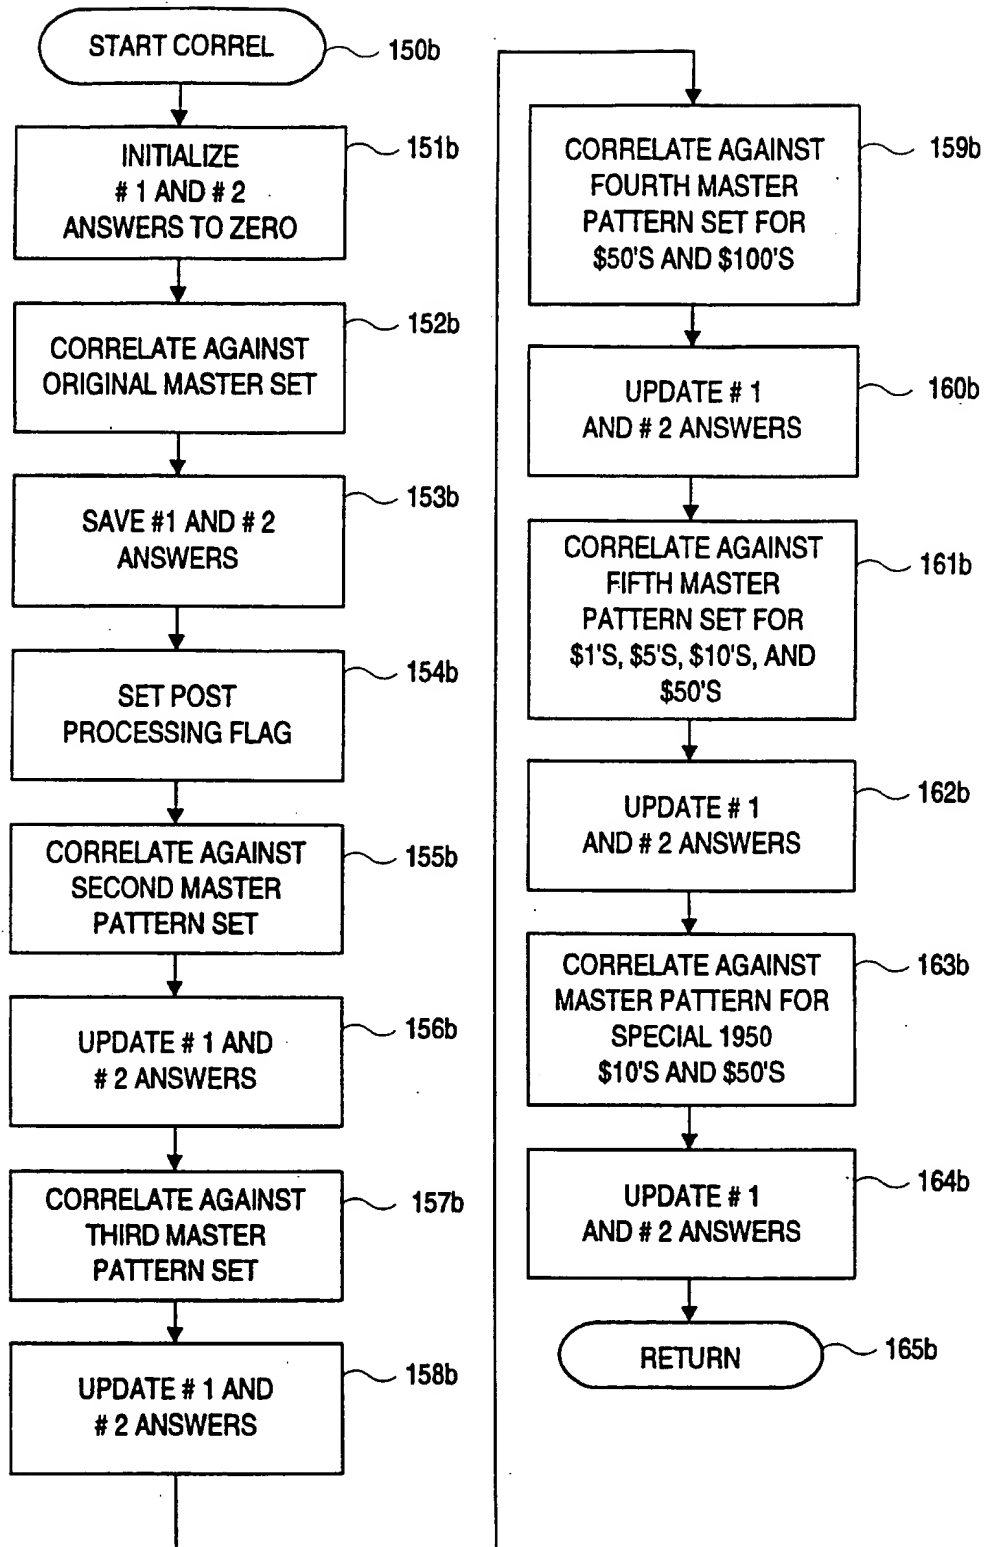 START CORREL
150b
INITIALIZE
# 1 AND # 2
ANSWERS TO ZERO
151b
CORRELATE AGAINST
ORIGINAL MASTER SET
152b
SAVE #1 AND # 2
ANSWERS
153b
SET POST
PROCESSING FLAG
154b
CORRELATE AGAINST
SECOND MASTER
PATTERN SET
155b
UPDATE # 1 AND
# 2 ANSWERS
156b
CORRELATE AGAINST
THIRD MASTER
PATTERN SET
157b
UPDATE # 1 AND
# 2 ANSWERS
158b
CORRELATE AGAINST
FOURTH MASTER
PATTERN SET FOR
$50'S AND $100'S
159b
UPDATE # 1
AND # 2 ANSWERS
160b
CORRELATE AGAINST
FIFTH MASTER
PATTERN SET FOR
$1'S, $5'S, $10'S, AND
$50'S
161b
UPDATE # 1
AND # 2 ANSWERS
162b
CORRELATE AGAINST
MASTER PATTERN FOR
SPECIAL 1950
$10'S AND $50'S
163b
UPDATE # 1
AND # 2 ANSWERS
164b
RETURN
165b